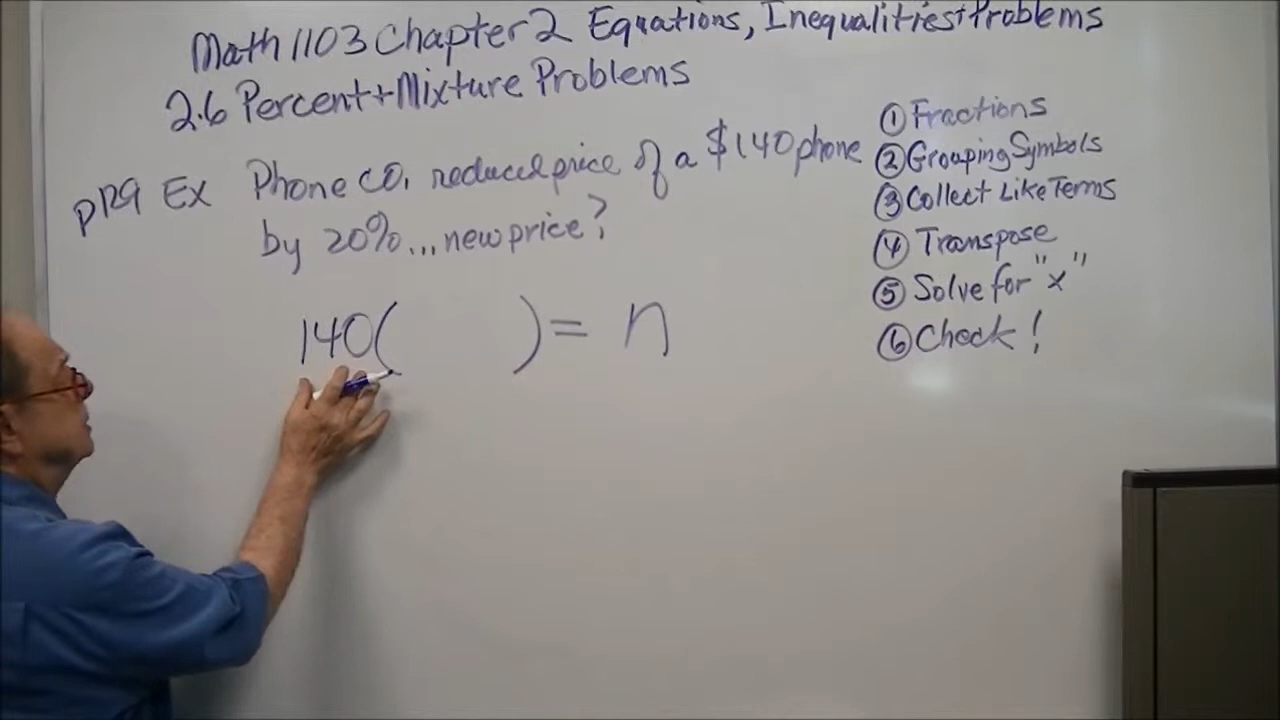 Math 1103 Chapter 2 Equations, Inequalities + Problems
2.6 Percent + Mixture Problems
p129 Ex Phone Co. reduced price of a $140 phone
by 20%...new price?
140( ) = n
① Fractions
② Grouping Symbols
③ Collect Like Terms
④ Transpose
⑤ Solve for "x"
⑥ Check!